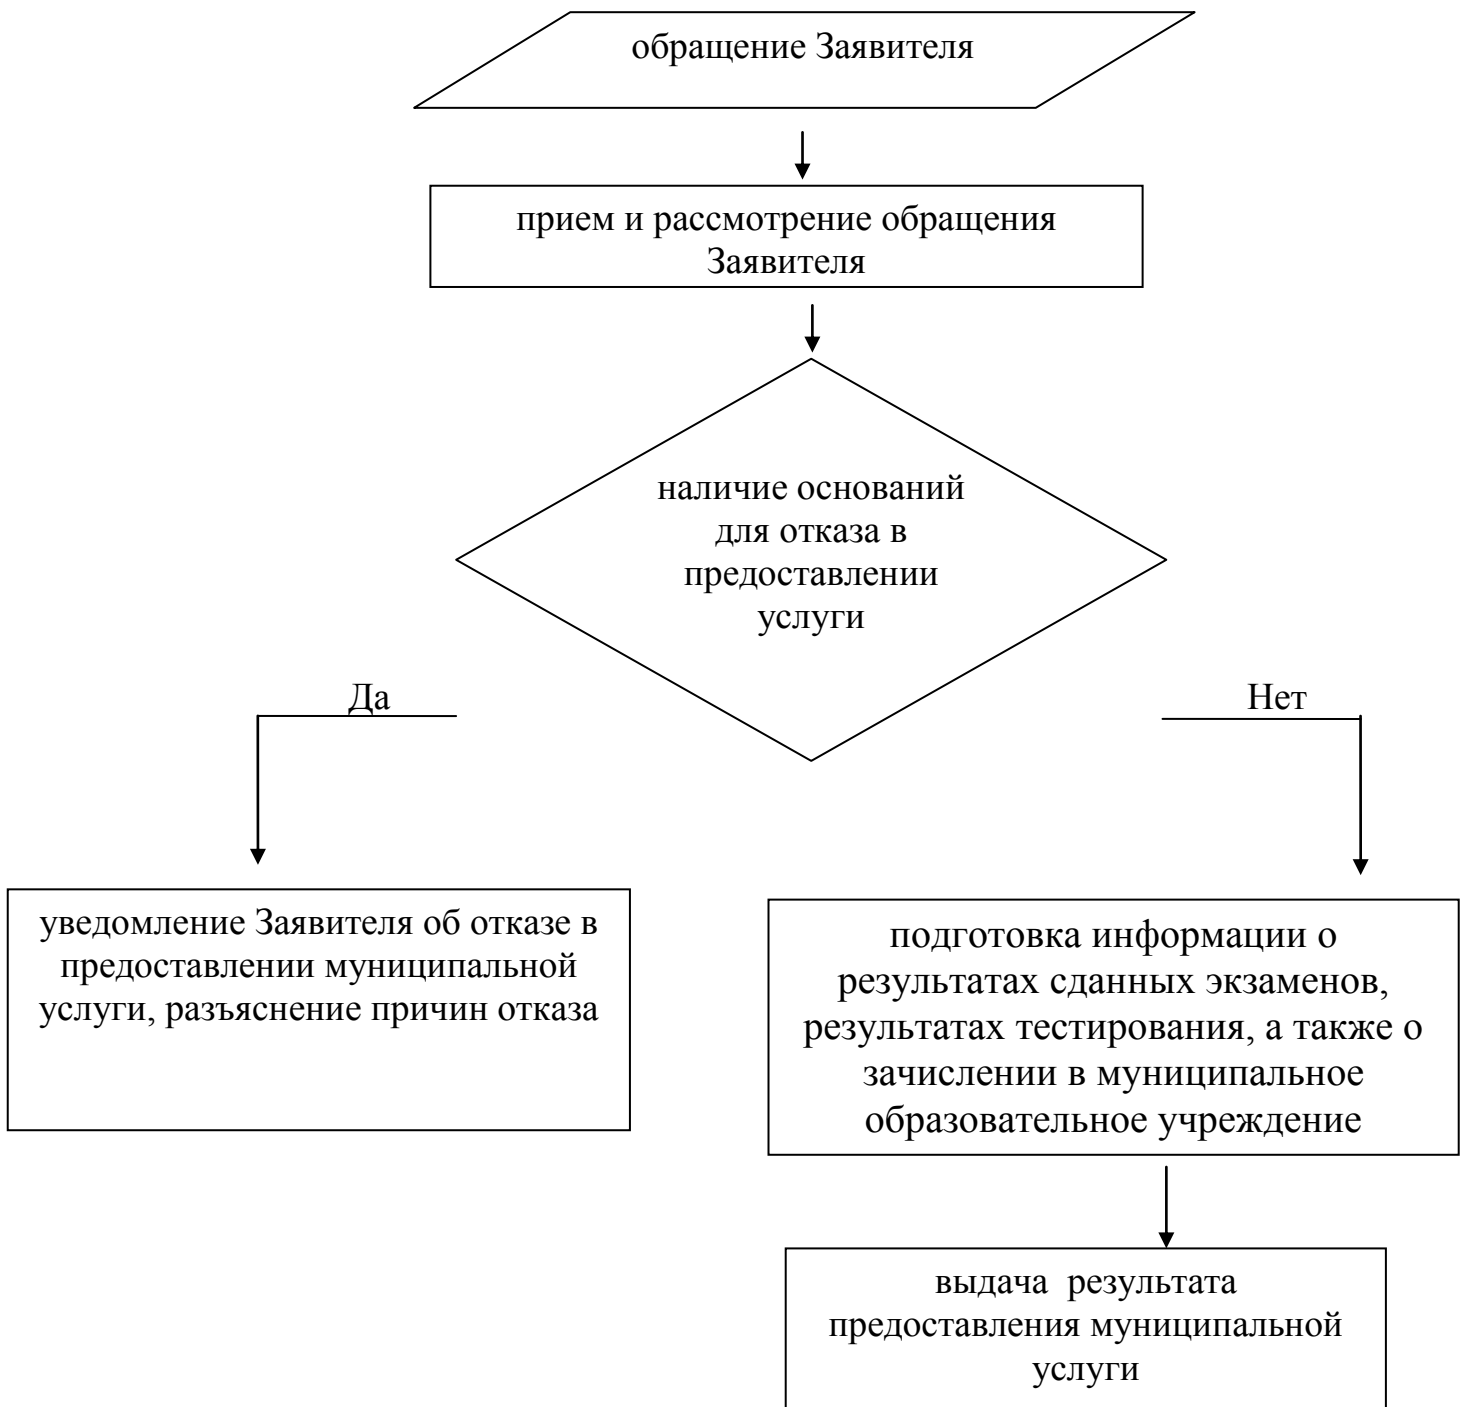 обращение Заявителя
прием и рассмотрение обращения
Заявителя
наличие оснований
для отказа в
предоставлении
услуги
Да
Нет
уведомление Заявителя об отказе в
предоставлении муниципальной
услуги, разъяснение причин отказа
подготовка информации о
результатах сданных экзаменов,
результатах тестирования, а также о
зачислении в муниципальное
образовательное учреждение
выдача  результата
предоставления муниципальной
услуги